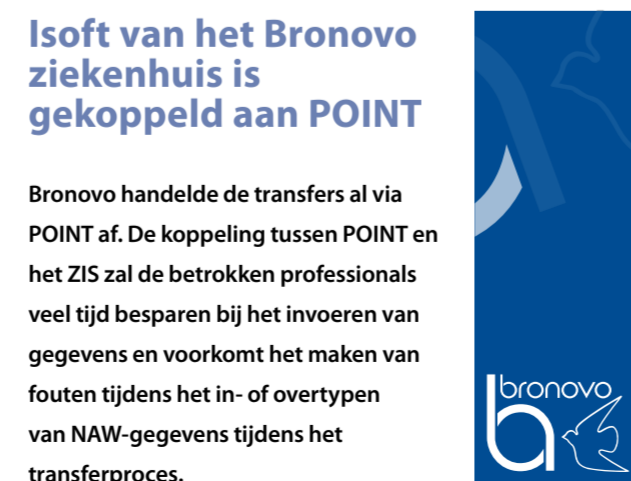 Isoft van het Bronovo
ziekenhuis is
gekoppeld aan POINT
Bronovo handelde de transfers al via
POINT af. De koppeling tussen POINT en
het ZIS zal de betrokken professionals
veel tijd besparen bij het invoeren van
gegevens en voorkomt het maken van
fouten tijdens het in- of overtypen
van NAW-gegevens tijdens het
transferproces.
bronovo